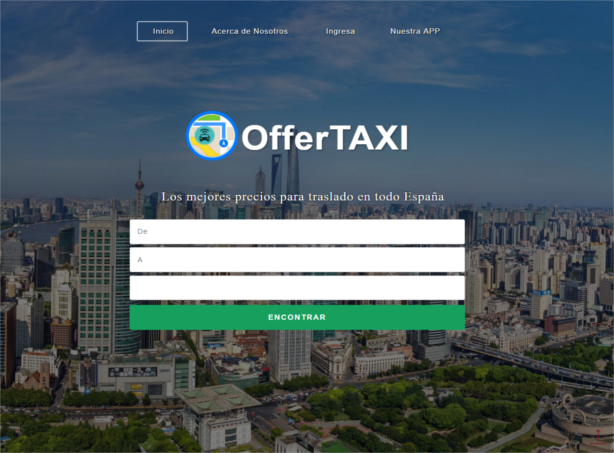 Inicio Acerca de Nosotros Ingresa Nuestra APP
OfferTAXI
Los mejores precios para traslado en todo España
De
A
ENCONTRAR